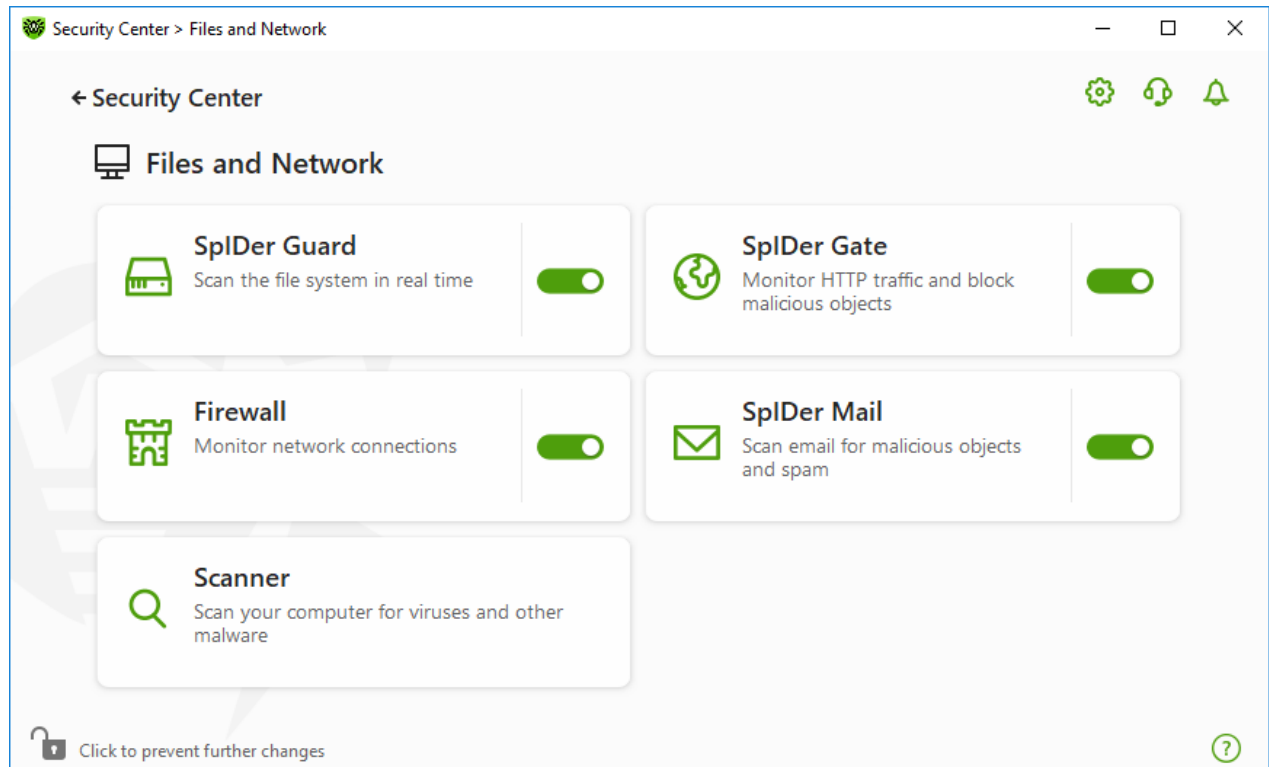 Security Center > Files and Network
Security Center
Files and Network
SpIDer Guard
Scan the file system in real time
SpIDer Gate
Monitor HTTP traffic and block
malicious objects
Firewall
Monitor network connections
SpIDer Mail
Scan email for malicious objects
and spam
Scanner
Scan your computer for viruses and other
malware
Click to prevent further changes
?